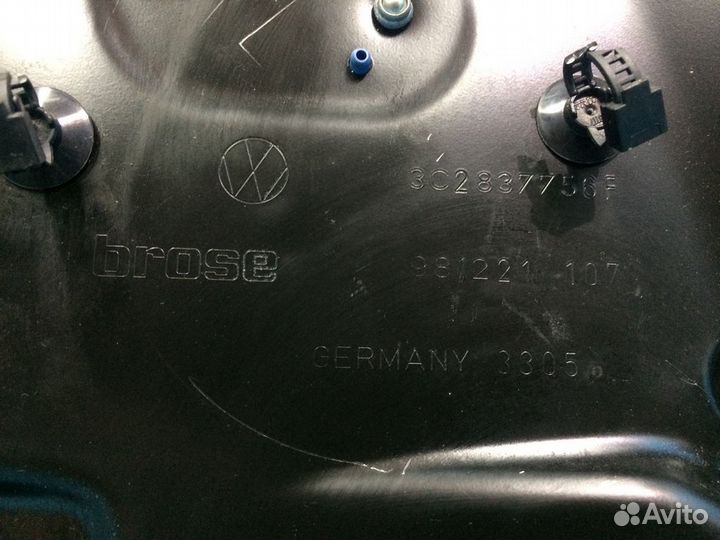 3C2837756F
brose
981221 107
GERMANY 3305
Avito